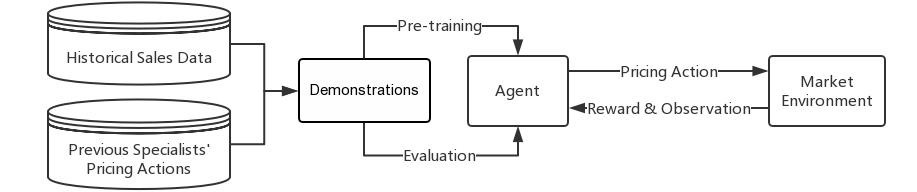 Historical Sales Data
Previous Specialists'
Pricing Actions
Demonstrations
Pre-training
Evaluation
Agent
Pricing Action
Reward & Observation
Market
Environment